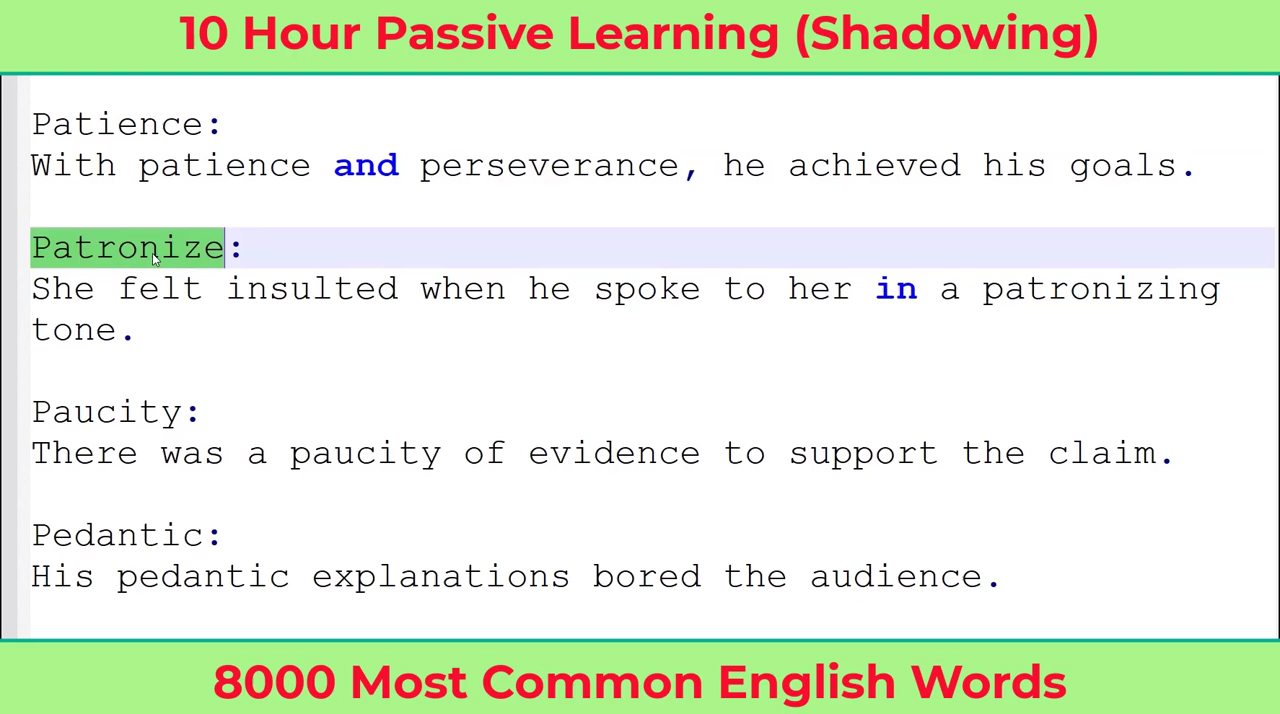 10 Hour Passive Learning (Shadowing)
Patience:
With patience and perseverance, he achieved his goals.
Patronize:
She felt insulted when he spoke to her in a patronizing
tone.
Paucity:
There was a paucity of evidence to support the claim.
Pedantic:
His pedantic explanations bored the audience.
8000 Most Common English Words